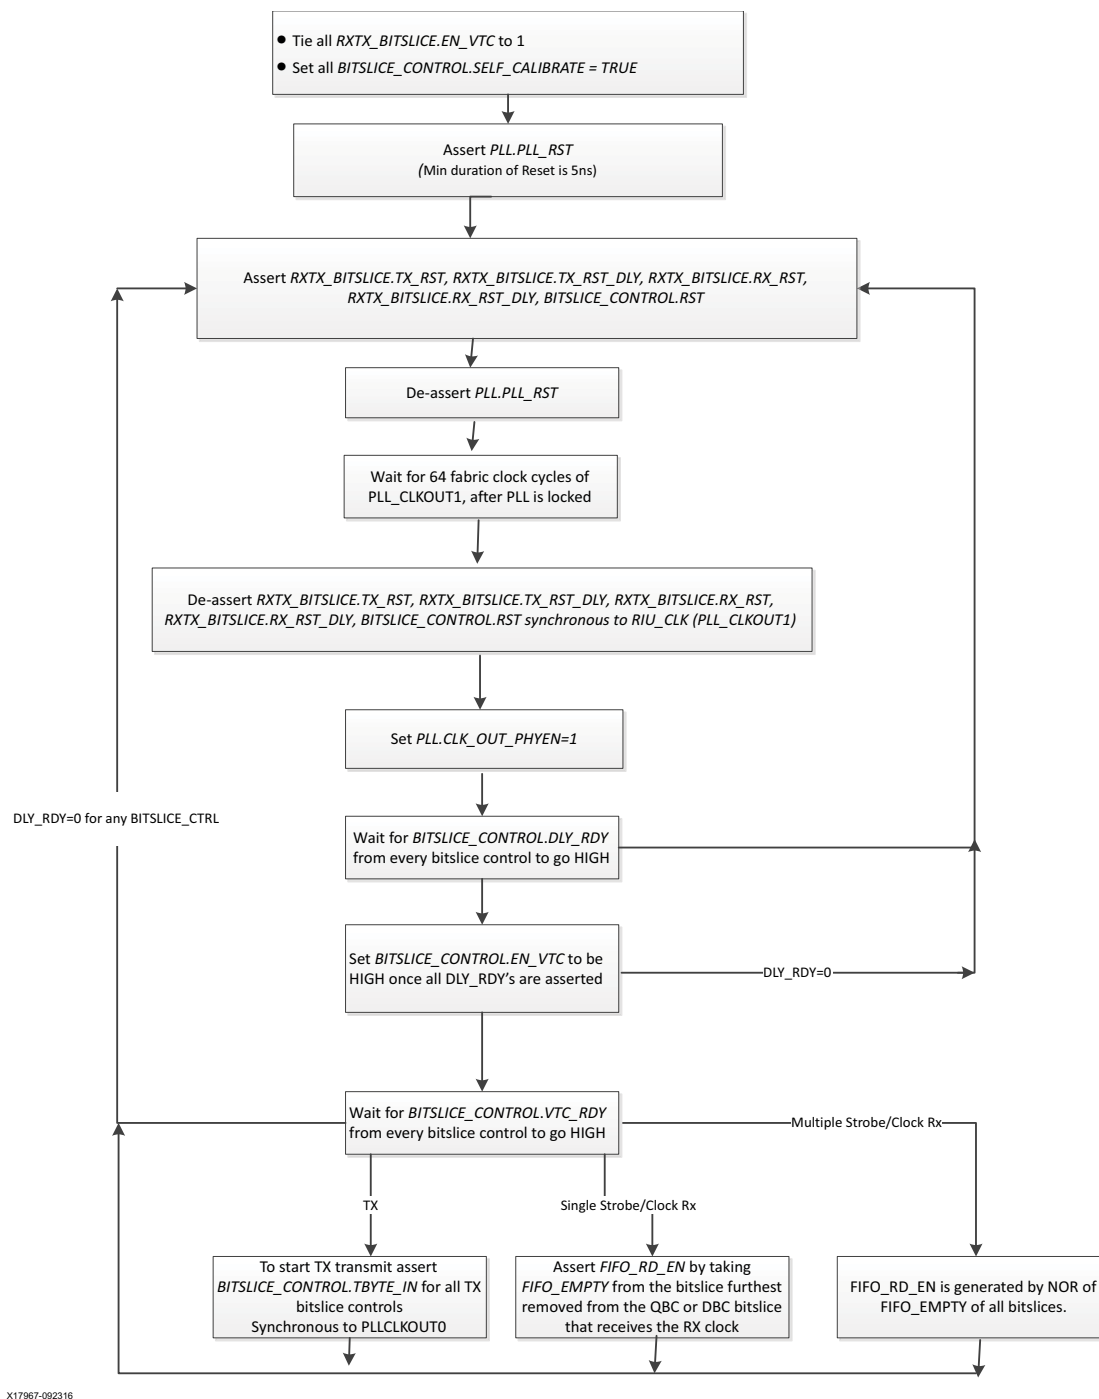 ● Tie all RXTX_BITSLICE.EN_VTC to 1
● Set all BITSLICE_CONTROL.SELF_CALIBRATE = TRUE
Assert PLL.PLL_RST
(Min duration of Reset is 5ns)
Assert RXTX_BITSLICE.TX_RST, RXTX_BITSLICE.TX_RST_DLY, RXTX_BITSLICE.RX_RST,
RXTX_BITSLICE.RX_RST_DLY, BITSLICE_CONTROL.RST
De-assert PLL.PLL_RST
Wait for 64 fabric clock cycles of
PLL_CLKOUT1, after PLL is locked
De-assert RXTX_BITSLICE.TX_RST, RXTX_BITSLICE.TX_RST_DLY, RXTX_BITSLICE.RX_RST,
RXTX_BITSLICE.RX_RST_DLY, BITSLICE_CONTROL.RST synchronous to RIU_CLK (PLL_CLKOUT1)
Set PLL.CLK_OUT_PHYEN=1
DLY_RDY=0 for any BITSLICE_CTRL
Wait for BITSLICE_CONTROL.DLY_RDY
from every bitslice control to go HIGH
Set BITSLICE_CONTROL.EN_VTC to be
HIGH once all DLY_RDY's are asserted
DLY_RDY=0
Wait for BITSLICE_CONTROL.VTC_RDY
from every bitslice control to go HIGH
Multiple Strobe/Clock Rx
TX
Single Strobe/Clock Rx
To start TX transmit assert
BITSLICE_CONTROL.TBYTE_IN for all TX
bitslice controls
Synchronous to PLLCLKOUT0
Assert FIFO_RD_EN by taking
FIFO_EMPTY from the bitslice furthest
removed from the QBC or DBC bitslice
that receives the RX clock
FIFO_RD_EN is generated by NOR of
FIFO_EMPTY of all bitslices.
X17967-092316